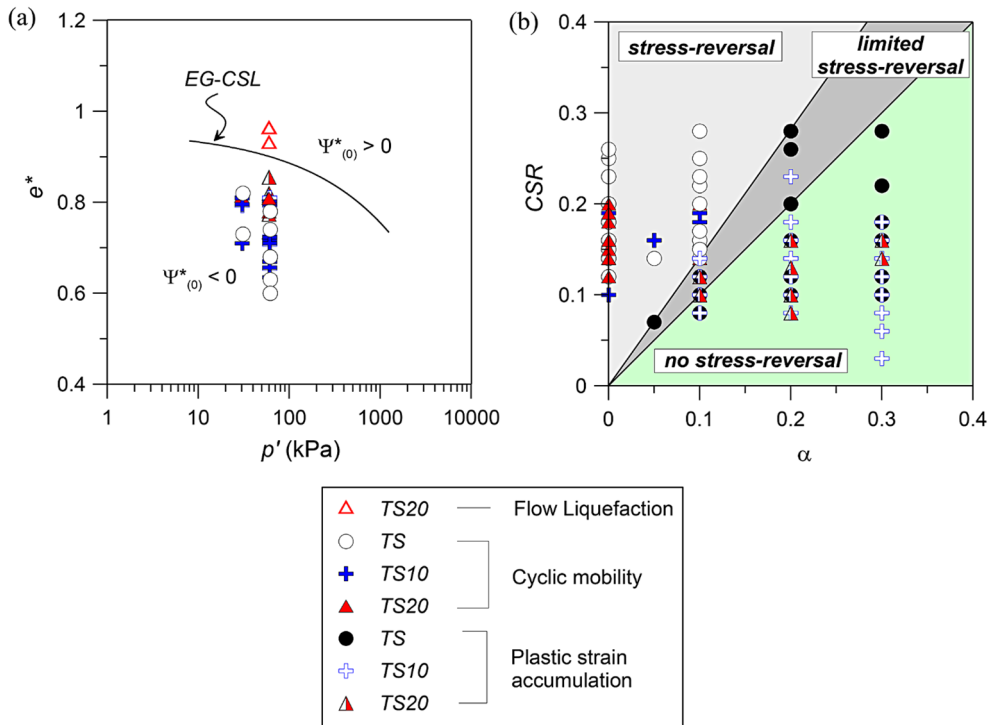 (a)
1.2
1
0.8
0.6
0.4
e*
EG-CSL
Ψ*(0) > 0
Ψ*(0) < 0
1 10 100 1000 10000
p' (kPa)
(b)
0.4
0.3
0.2
0.1
0
CSR
stress-reversal
limited
stress-reversal
no stress-reversal
0 0.1 0.2 0.3 0.4
α
TS20 Flow Liquefaction
TS
TS10 Cyclic mobility
TS20
TS
TS10 Plastic strain
accumulation
TS20